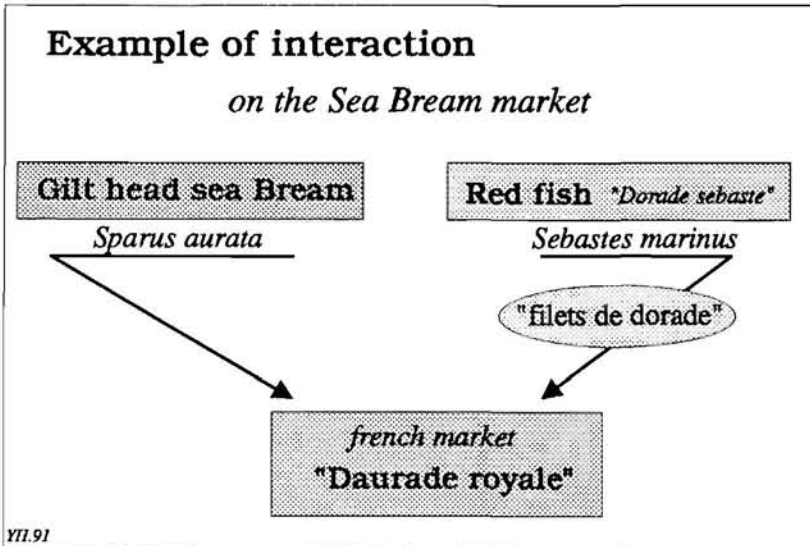 Example of interaction
on the Sea Bream market
Gilt head sea Bream
Sparus aurata
Red fish "Dorade sebaste"
Sebastes marinus
"filets de dorade"
french market
"Daurade royale"
YH.91